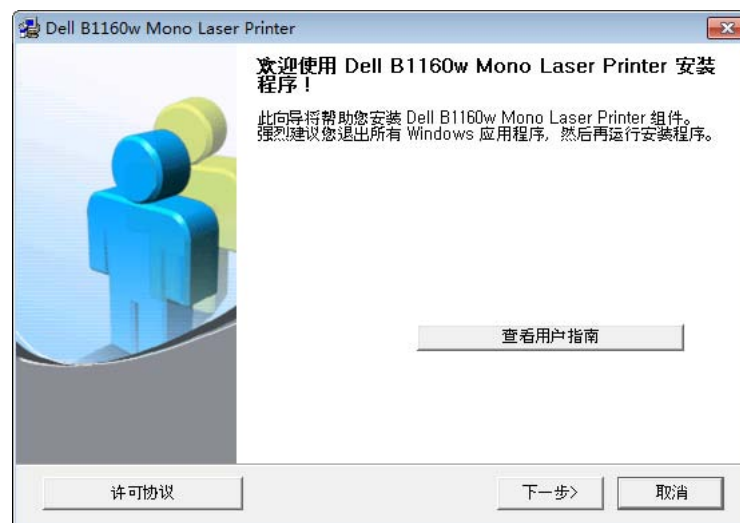 Dell B1160w Mono Laser Printer
欢迎使用 Dell B1160w Mono Laser Printer 安装
程序！
此向导将帮助您安装 Dell B1160w Mono Laser Printer 组件。
强烈建议您退出所有 Windows 应用程序，然后再运行安装程序。
查看用户指南
许可协议
下一步>
取消